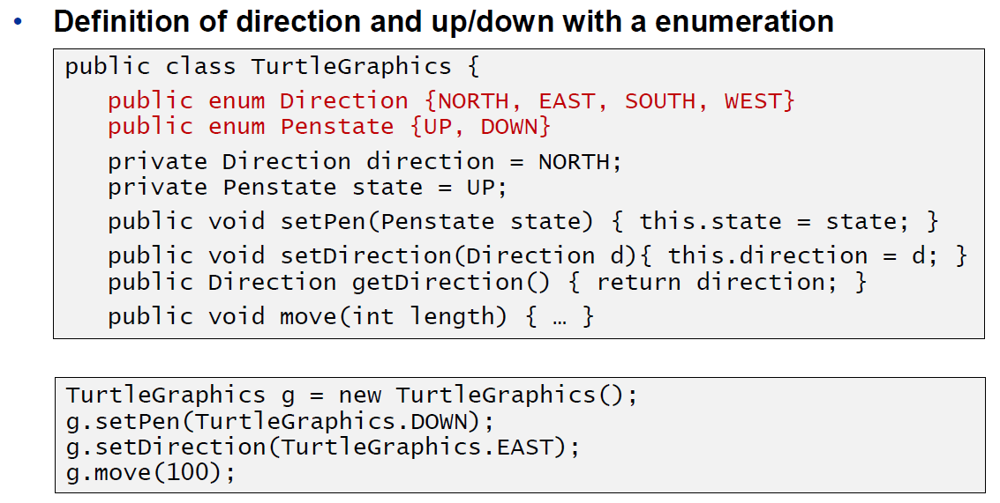 • Definition of direction and up/down with a enumeration
public class TurtleGraphics {
public enum Direction {NORTH, EAST, SOUTH, WEST}
public enum Penstate {UP, DOWN}
private Direction direction = NORTH;
private Penstate state = UP;
public void setPen(Penstate state) { this.state = state; }
public void setDirection(Direction d){ this.direction = d; }
public Direction getDirection() { return direction; }
public void move(int length) { … }
TurtleGraphics g = new TurtleGraphics();
g.setPen(TurtleGraphics.DOWN);
g.setDirection(TurtleGraphics.EAST);
g.move(100);